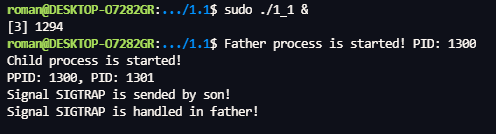 roman@DESKTOP-O7282GR:.../1.1$ sudo ./1_1 &
[3] 1294
roman@DESKTOP-O7282GR:.../1.1$ Father process is started! PID: 1300
Child process is started!
PPID: 1300, PID: 1301
Signal SIGTRAP is sended by son!
Signal SIGTRAP is handled in father!